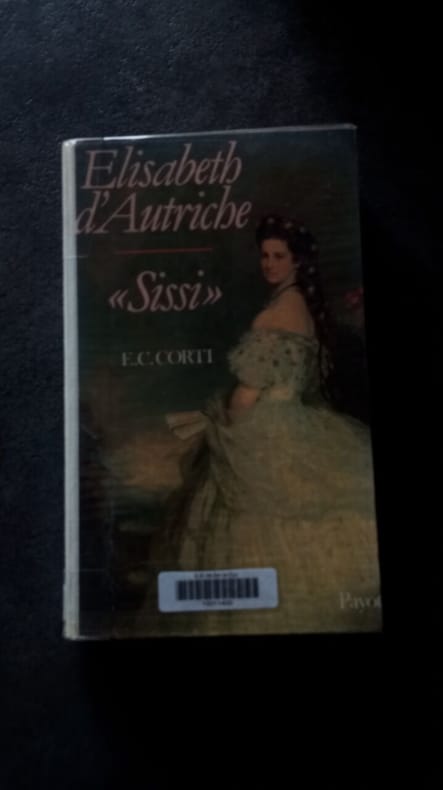 Elisabeth
d'Autriche
«Sissi»
E.C. CORTI
Payot